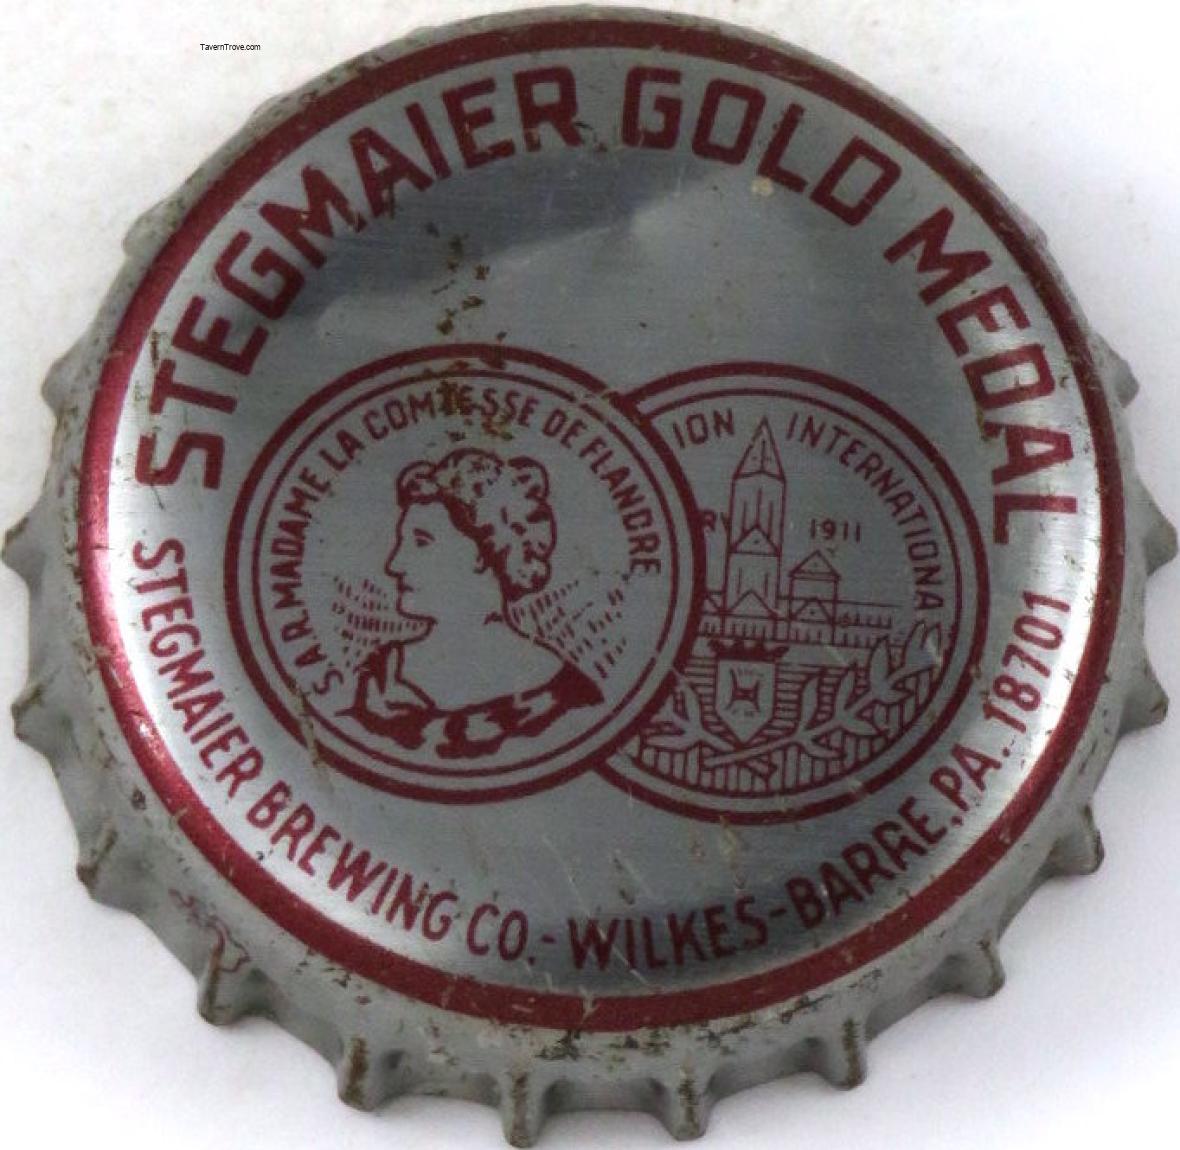 TavernTrove.com
STEGMAIER GOLD MEDAL
S.A.R. MADAME LA COMTESSE DE FLANDRE
ION INTERNATIONA
1911
STEGMAIER BREWING CO. - WILKES-BARRE, PA. 18701